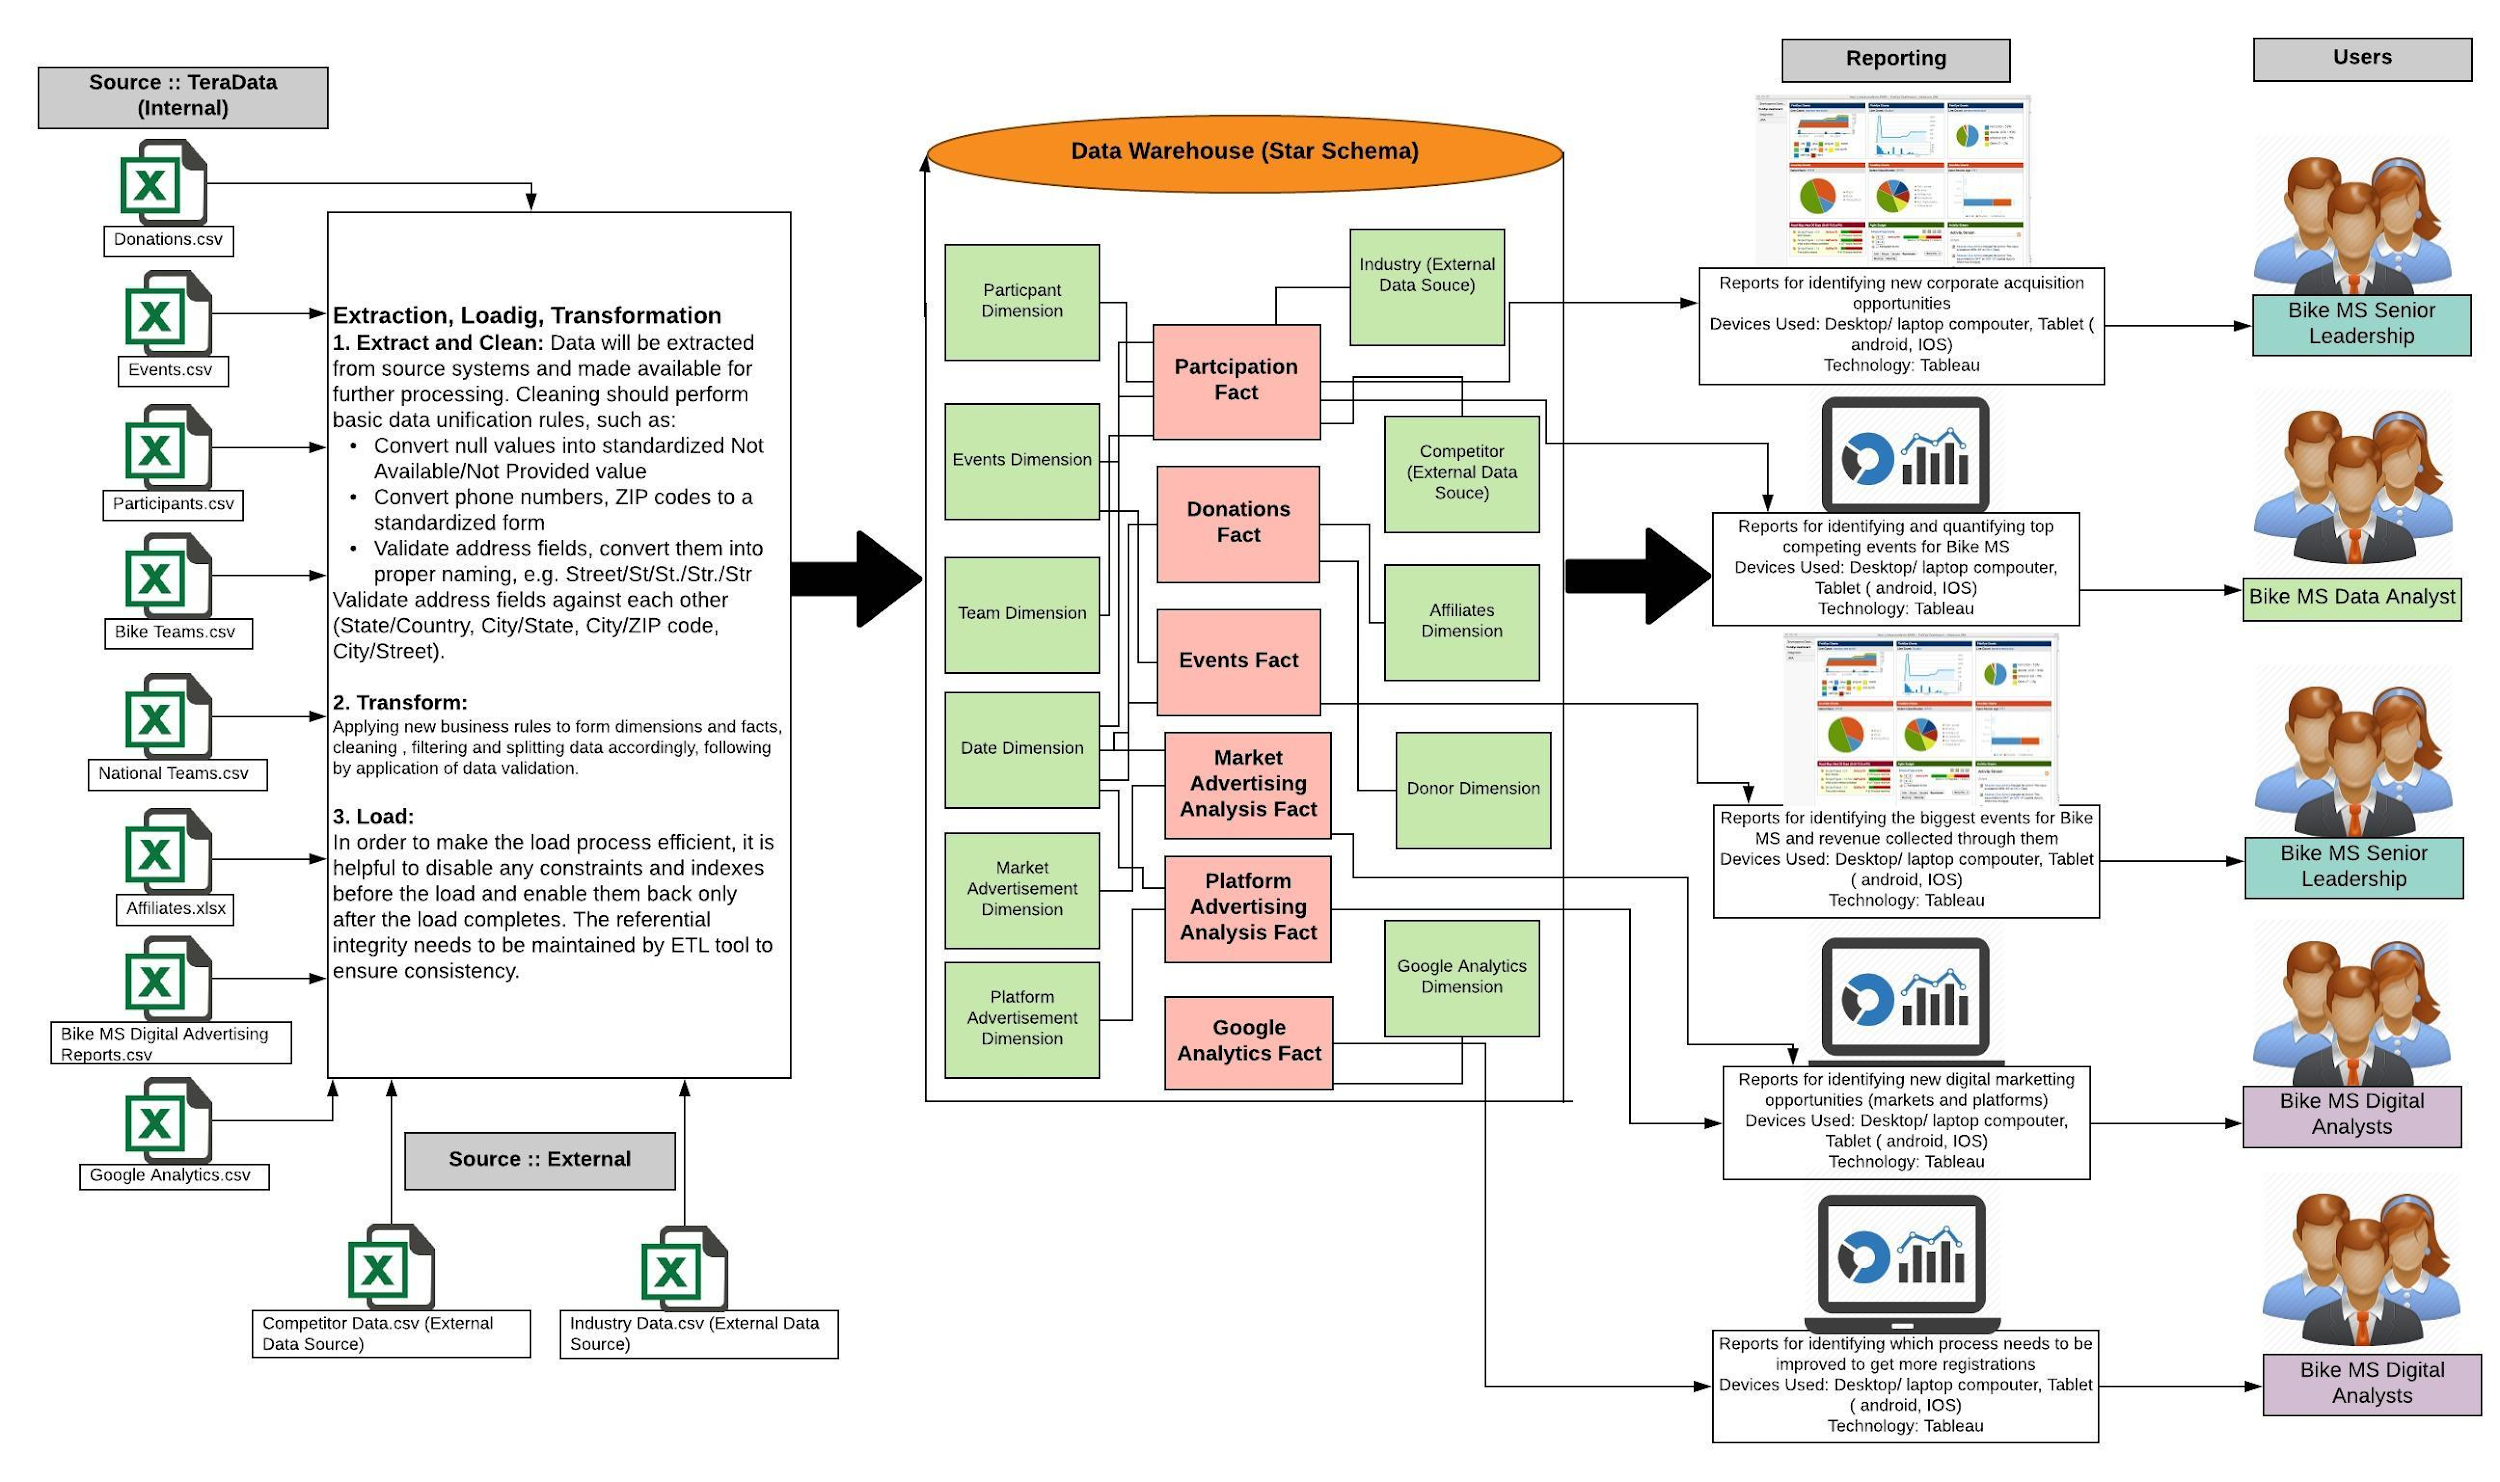 Source :: TeraData
(Internal)
Donations.csv
Events.csv
Participants.csv
Bike Teams.csv
National Teams.csv
Affiliates.xlsx
Bike MS Digital Advertising
Reports.csv
Google Analytics.csv
Extraction, Loadig, Transformation
1. Extract and Clean: Data will be extracted
from source systems and made available for
further processing. Cleaning should perform
basic data unification rules, such as:
• Convert null values into standardized Not
Available/Not Provided value
• Convert phone numbers, ZIP codes to a
standardized form
• Validate address fields, convert them into
proper naming, e.g. Street/St/St./Str./Str
Validate address fields against each other
(State/Country, City/State, City/ZIP code,
City/Street).
2. Transform:
Applying new business rules to form dimensions and facts,
cleaning , filtering and splitting data accordingly, following
by application of data validation.
3. Load:
In order to make the load process efficient, it is
helpful to disable any constraints and indexes
before the load and enable them back only
after the load completes. The referential
integrity needs to be maintained by ETL tool to
ensure consistency.
Source :: External
Competitor Data.csv (External
Data Source)
Industry Data.csv (External Data
Source)
Data Warehouse (Star Schema)
Particpant
Dimension
Events Dimension
Team Dimension
Date Dimension
Market
Advertisement
Dimension
Platform
Advertisement
Dimension
Partcipation
Fact
Donations
Fact
Events Fact
Market
Advertising
Analysis Fact
Platform
Advertising
Analysis Fact
Google
Analytics Fact
Industry (External
Data Souce)
Competitor
(External Data
Souce)
Affiliates
Dimension
Donor Dimension
Google Analytics
Dimension
Reporting
Reports for identifying new corporate acquisition
opportunities
Devices Used: Desktop/ laptop compouter, Tablet (
android, IOS)
Technology: Tableau
Reports for identifying and quantifying top
competing events for Bike MS
Devices Used: Desktop/ laptop compouter,
Tablet ( android, IOS)
Technology: Tableau
Reports for identifying the biggest events for Bike
MS and revenue collected through them
Devices Used: Desktop/ laptop compouter, Tablet
( android, IOS)
Technology: Tableau
Reports for identifying new digital marketting
opportunities (markets and platforms)
Devices Used: Desktop/ laptop compouter,
Tablet ( android, IOS)
Technology: Tableau
Reports for identifying which process needs to be
improved to get more registrations
Devices Used: Desktop/ laptop compouter, Tablet
( android, IOS)
Technology: Tableau
Users
Bike MS Senior
Leadership
Bike MS Data Analyst
Bike MS Senior
Leadership
Bike MS Digital
Analysts
Bike MS Digital
Analysts